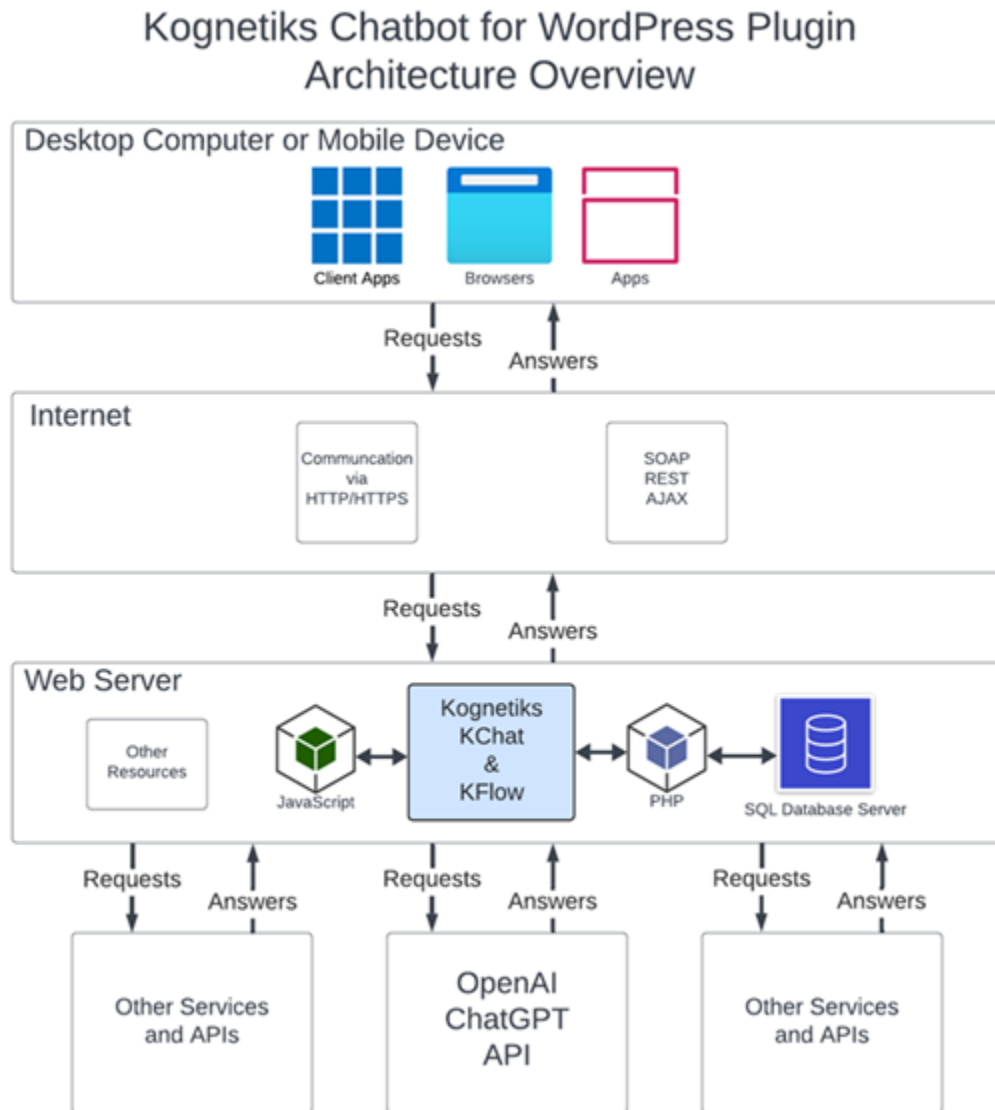 Kognetiks Chatbot for WordPress Plugin
Architecture Overview
Desktop Computer or Mobile Device
Client Apps
Browsers
Apps
Requests
Answers
Internet
Communcation
via
HTTP/HTTPS
SOAP
REST
AJAX
Requests
Answers
Web Server
Other
Resources
JavaScript
Kognetiks
KChat
&
KFlow
PHP
SQL Database Server
Requests
Answers
Requests
Answers
Requests
Answers
Other Services
and APIs
OpenAI
ChatGPT
API
Other Services
and APIs